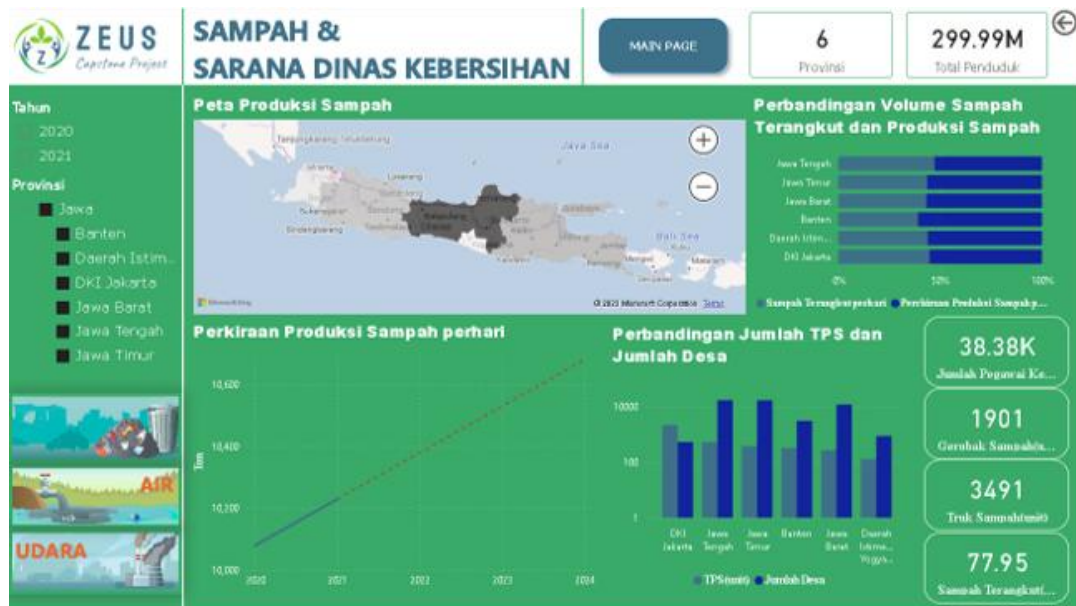 ZEUS
Capstone Project
SAMPAH &
SARANA DINAS KEBERSIHAN
MAIN PAGE
6
Provinsi
299.99M
Total Penduduk
Tahun
2020
2021
Provinsi
Jawa
Banten
Daerah Istim...
DKI Jakarta
Jawa Barat
Jawa Tengah
Jawa Timur
AIR
UDARA
Peta Produksi Sampah
Java Sea
Bali Sea
© 2023 Microsoft Corporation Terms
Perbandingan Volume Sampah
Terangkut dan Produksi Sampah
Jawa Tengah
Jawa Timur
Jawa Barat
Banten
Daerah Istim...
DKI Jakarta
0% 50% 100%
Sampah Terangkut perhari Perkiraan Produksi Sampah p...
Perkiraan Produksi Sampah perhari
Ton
10,600
10,400
10,200
10,000
2020 2021 2022 2023 2024
Perbandingan Jumlah TPS dan
Jumlah Desa
10000
100
1
DKI Jakarta
Jawa Tengah
Jawa Timur
Banten
Jawa Barat
Daerah Istime... Yogya...
TPS(unit) Jumlah Desa
38.38K
Jumlah Pegawai Ke...
1901
Gerobak Sampah(u...
3491
Truk Sampah(unit)
77.95
Sampah Terangkut(...